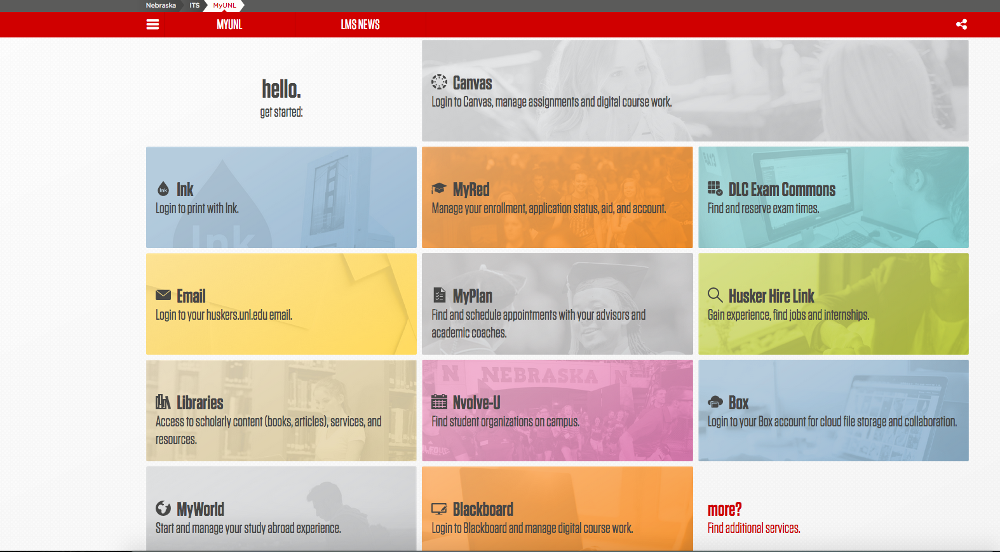 Nebraska ITS MyUNL
MYUNL LMS NEWS
hello.
get started:
Canvas
Login to Canvas, manage assignments and digital course work.
Ink
Login to print with Ink.
Ink
Ink
MyRed
Manage your enrollment, application status, aid, and account.
DLC Exam Commons
Find and reserve exam times.
Email
Login to your huskers.unl.edu email.
MyPlan
Find and schedule appointments with your advisors and
academic coaches.
Husker Hire Link
Gain experience, find jobs and internships.
Libraries
Access to scholarly content (books, articles), services, and
resources.
N NEBRASKA N
Nvolve-U
Find student organizations on campus.
Box
Login to your Box account for cloud file storage and collaboration.
MyWorld
Start and manage your study abroad experience.
Blackboard
Login to Blackboard and manage digital course work.
more?
Find additional services.